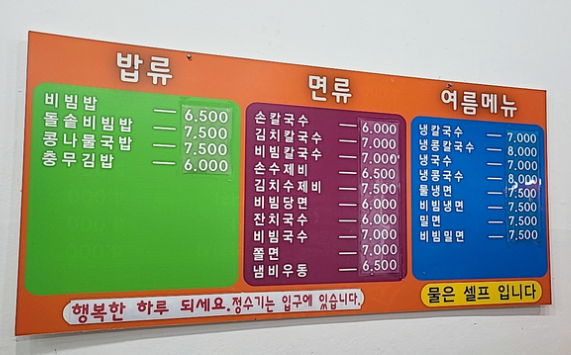 밥류
비빔밥 — 6.500
돌솥비빔밥 — 7.500
콩나물국밥 — 7.500
충무김밥 — 6.000
면류
손칼국수 — 6.000
김치칼국수 — 7.000
비빔칼국수 — 7.000
손수제비 — 6.500
김치수제비 — 7.500
비빔당면 — 6.000
잔치국수 — 6.000
비빔국수 — 7.000
쫄면 — 7.000
냄비우동 — 6.500
여름메뉴
냉칼국수 — 7.000
냉콩칼국수 — 8.000
냉국수 — 7.000
냉콩국수 — 8.000
물냉면 — 7.500
비빔냉면 — 7.500
밀면 — 7.500
비빔밀면 — 7.500
행복한 하루 되세요.정수기는 입구에 있습니다.
물은 셀프 입니다